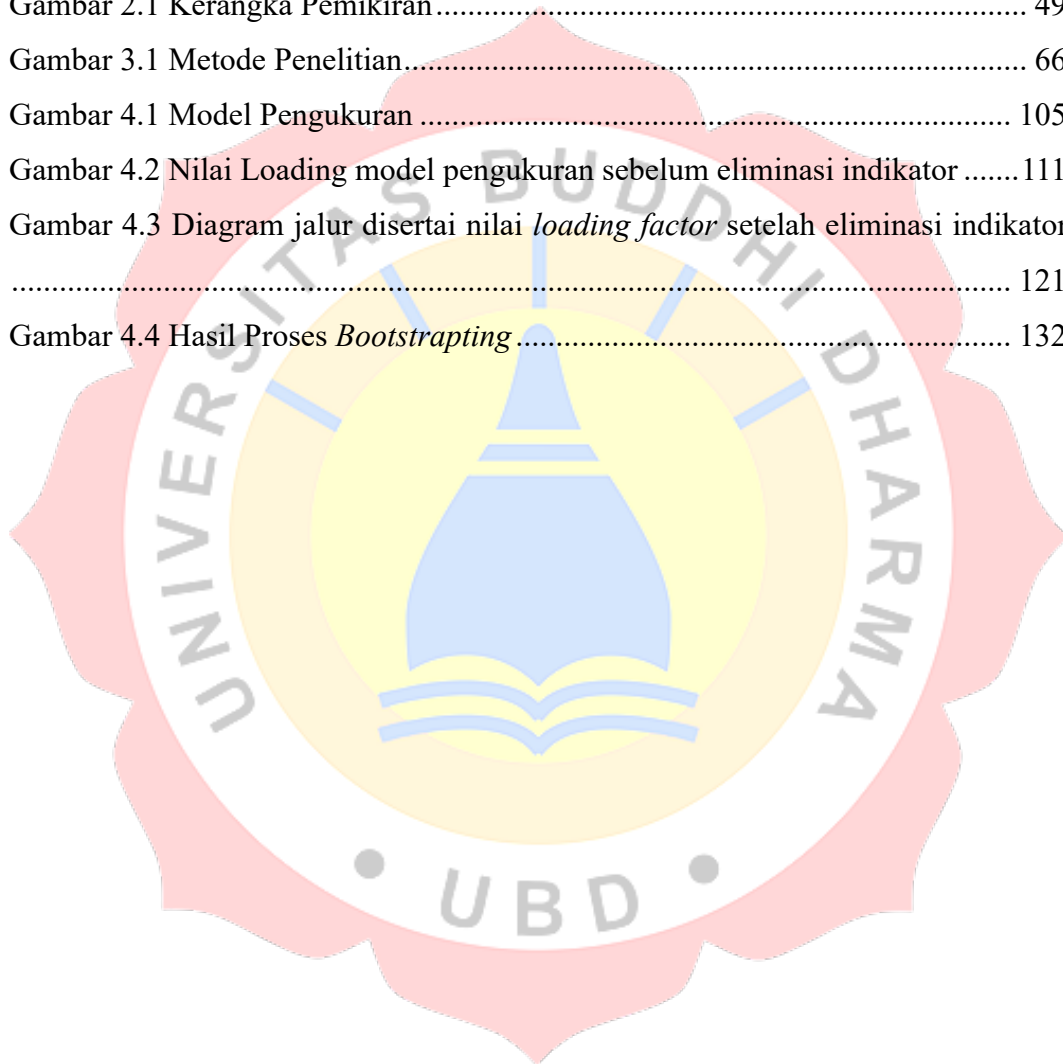 Gambar 2.1 Kerangka Pemikiran.......................................................................... 49
Gambar 3.1 Metode Penelitian.............................................................................. 66
Gambar 4.1 Model Pengukuran .......................................................................... 105
Gambar 4.2 Nilai Loading model pengukuran sebelum eliminasi indikator .......111
Gambar 4.3 Diagram jalur disertai nilai loading factor setelah eliminasi indikator
............................................................................................................................. 121
Gambar 4.4 Hasil Proses Bootstrapting .............................................................. 132
UNIVERSITAS BUDDHI DHARMA
• UBD •